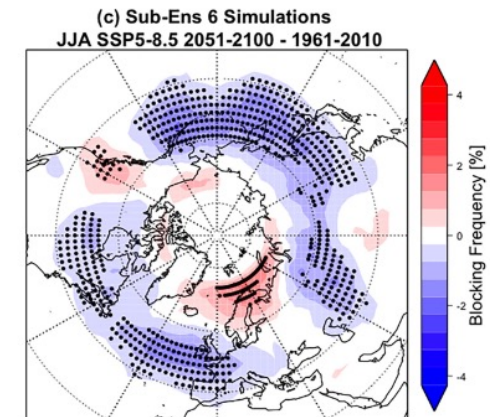 (c) Sub-Ens 6 Simulations
JJA SSP5-8.5 2051-2100 - 1961-2010
4
2
0
-2
-4
Blocking Frequency [%]